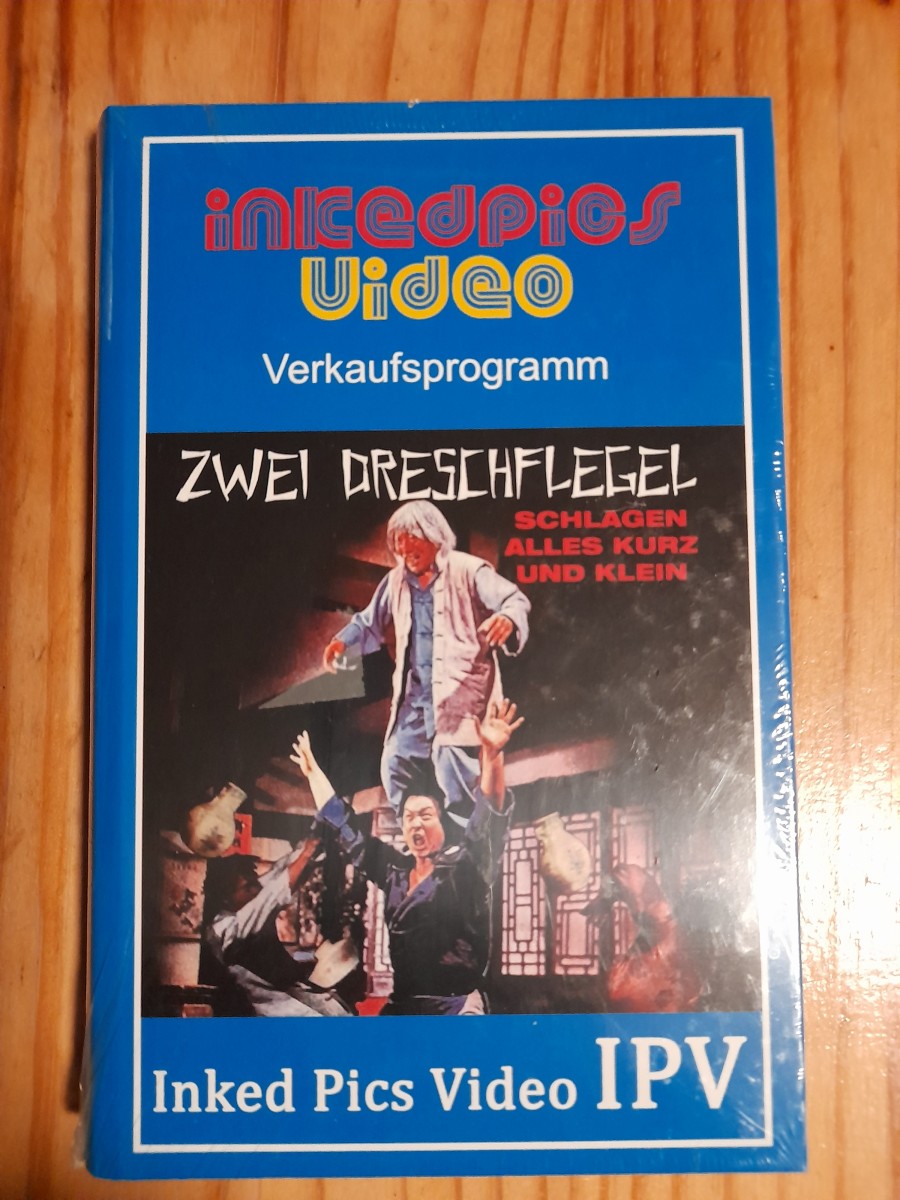 inkedpics
Video
Verkaufsprogramm
ZWEI DRESCHFLEGEL
SCHLAGEN
ALLES KURZ
UND KLEIN
Inked Pics Video IPV